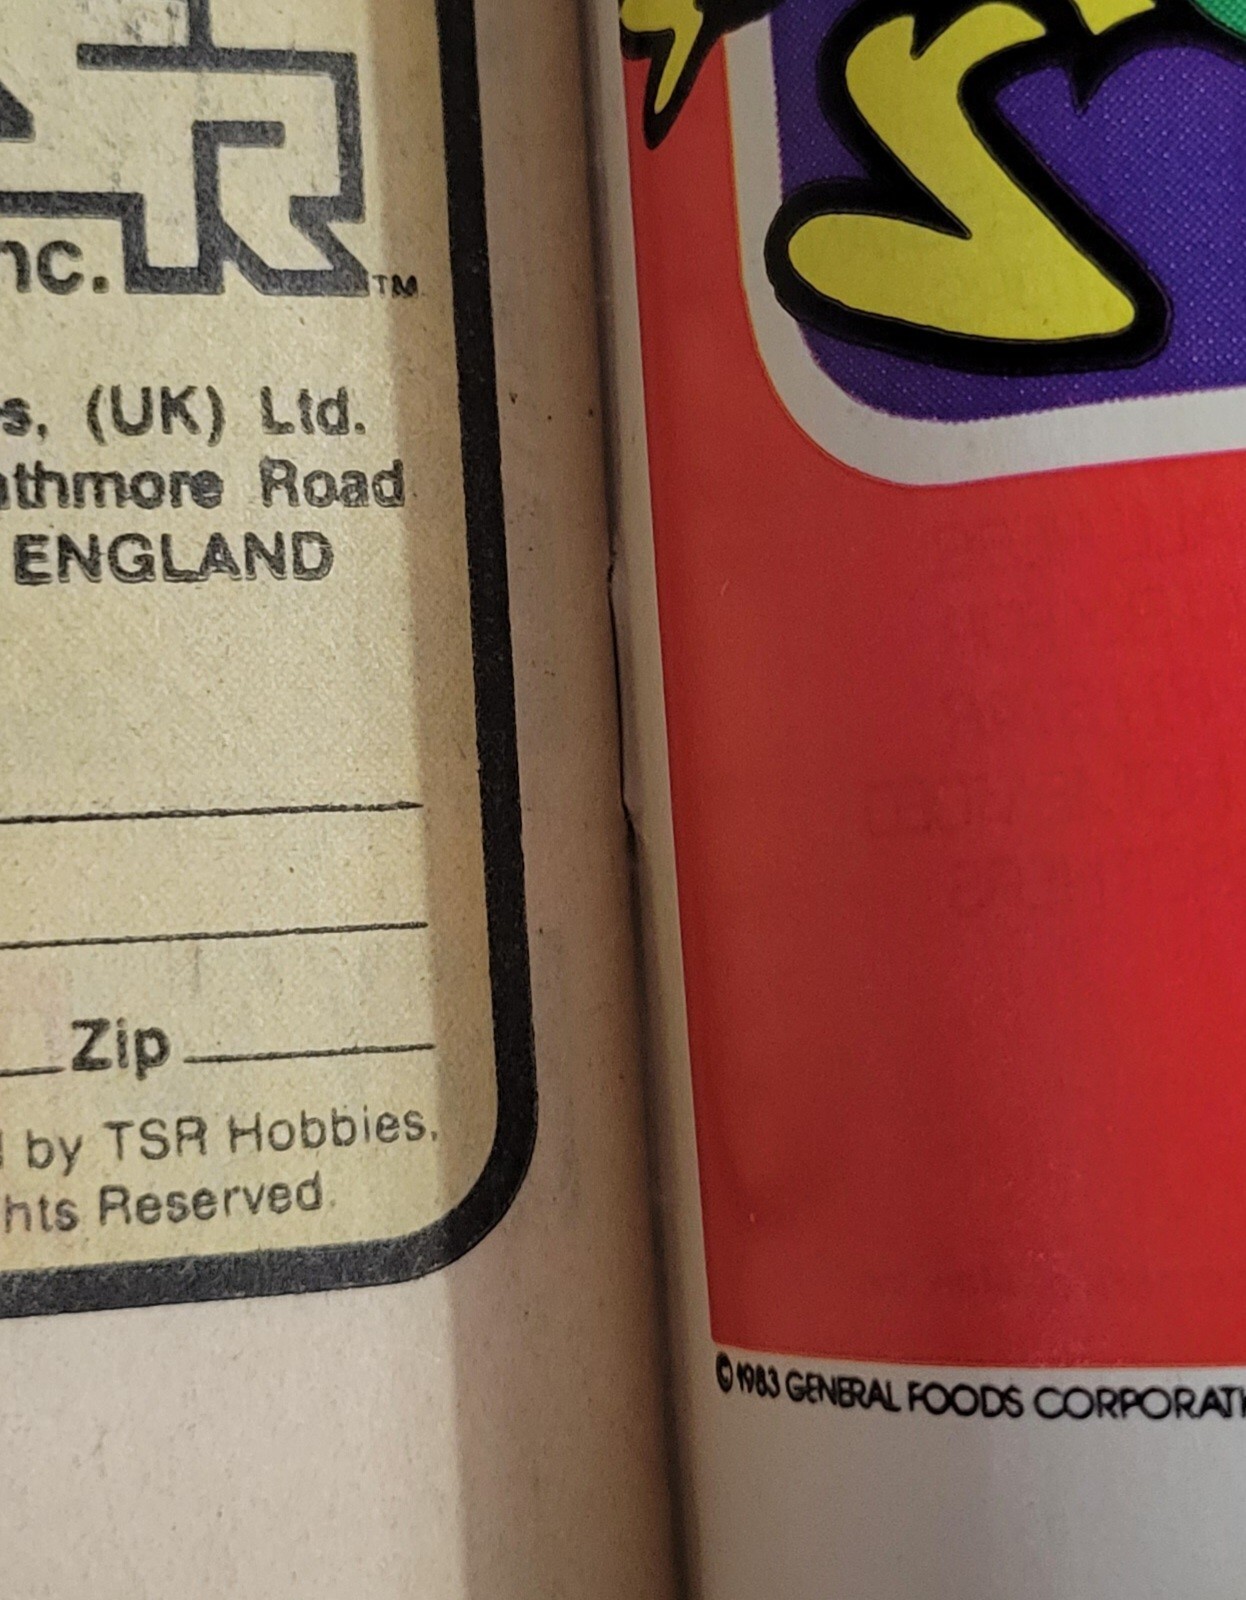 nc.
TM
s, (UK) Ltd.
athmore Road
ENGLAND
Zip
by TSR Hobbies,
hts Reserved.
© 1983 GENERAL FOODS CORPORATI